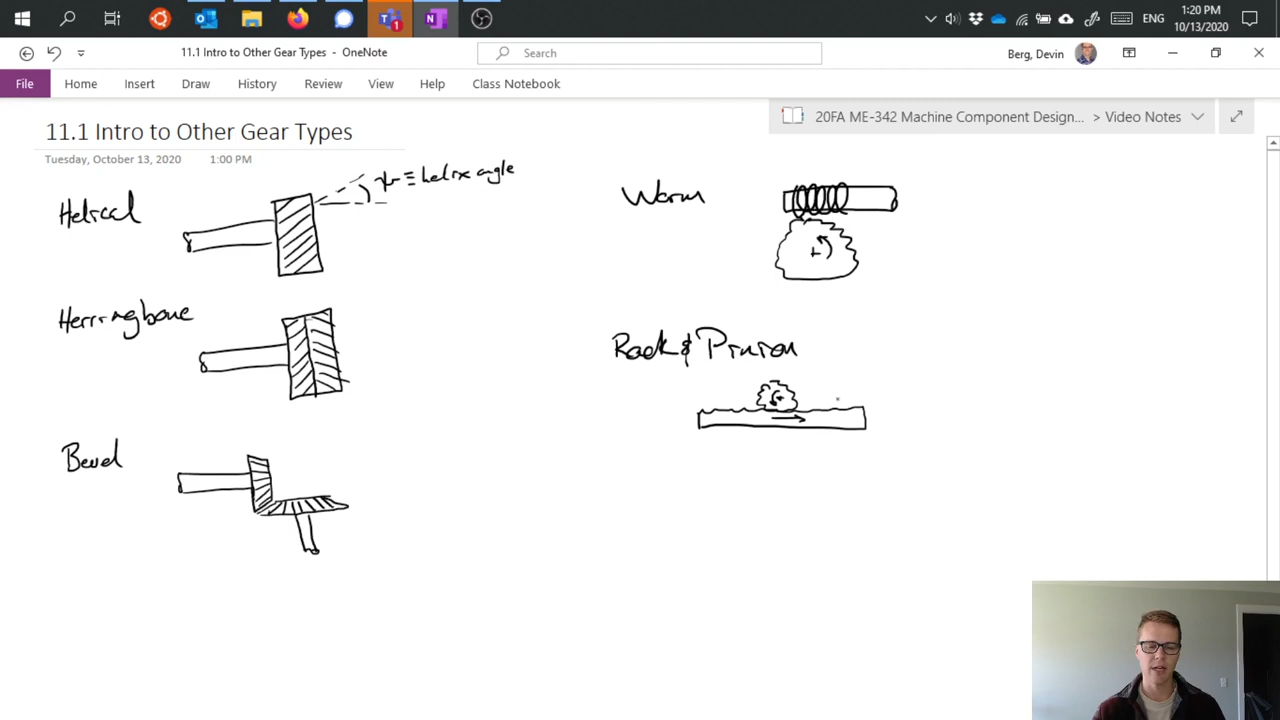 1:20 PM
ENG
10/13/2020
1
11.1 Intro to Other Gear Types - OneNote
Search
Berg, Devin
File Home Insert Draw History Review View Help Class Notebook
20FA ME-342 Machine Component Design... > Video Notes
11.1 Intro to Other Gear Types
Tuesday, October 13, 2020 1:00 PM
Helical
ψ ≡ helix angle
Herringbone
Bevel
Worm
Rack & Pinion